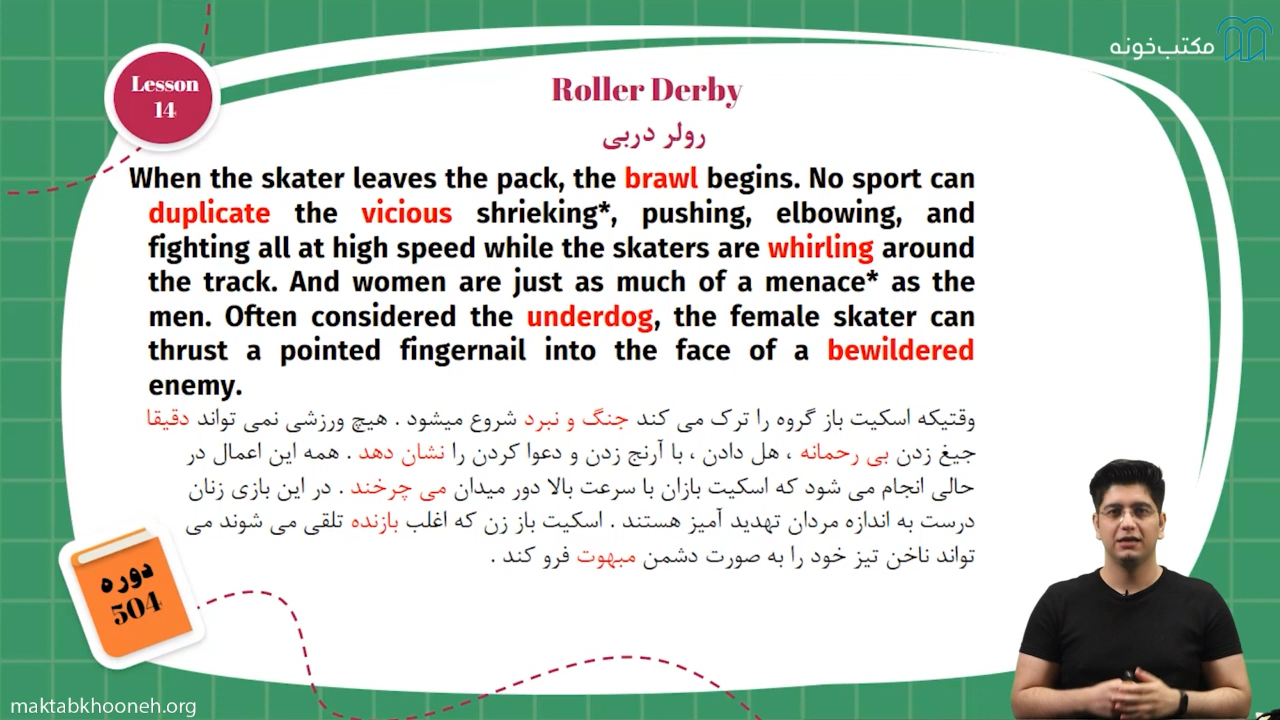 مکتب‌خونه
Lesson
14
Roller Derby
رولر دربی
When the skater leaves the pack, the brawl begins. No sport can
duplicate the vicious shrieking*, pushing, elbowing, and
fighting all at high speed while the skaters are whirling around
the track. And women are just as much of a menace* as the
men. Often considered the underdog, the female skater can
thrust a pointed fingernail into the face of a bewildered
enemy.
وقتیکه اسکیت باز گروه را ترک می کند جنگ و نبرد شروع میشود . هیچ ورزشی نمی تواند دقیقا
جیغ زدن بی رحمانه ، هل دادن ، با آرنج زدن و دعوا کردن را نشان دهد . همه این اعمال در
حالی انجام می شود که اسکیت بازان با سرعت بالا دور میدان می چرخند . در این بازی زنان
درست به اندازه مردان تهدید آمیز هستند . اسکیت باز زن که اغلب بازنده تلقی می شوند می
تواند ناخن تیز خود را به صورت دشمن مبهوت فرو کند .
دوره
504
maktabkhooneh.org